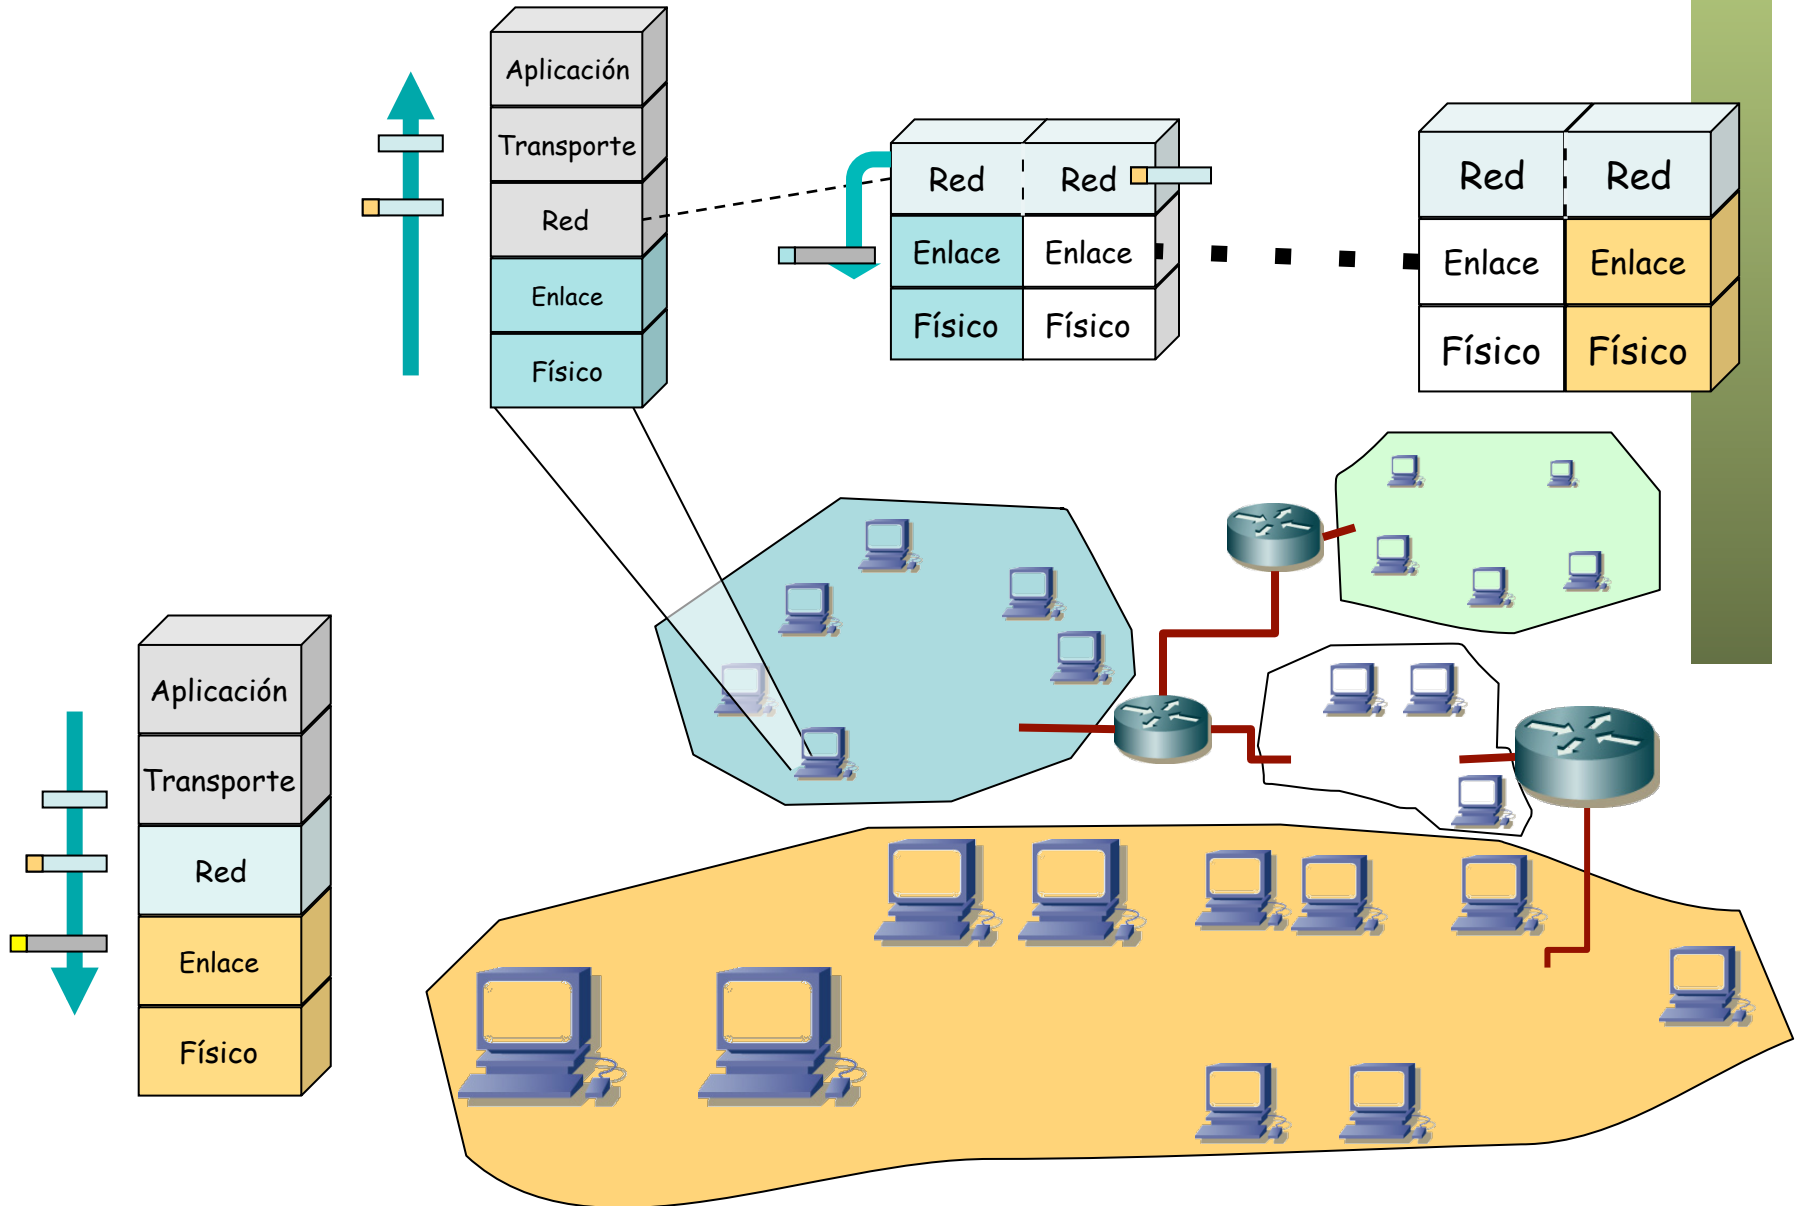 Aplicación
Transporte
Red
Enlace
Físico
Red Red
Enlace Enlace
Físico Físico
Red Red
Enlace Enlace
Físico Físico
Aplicación
Transporte
Red
Enlace
Físico